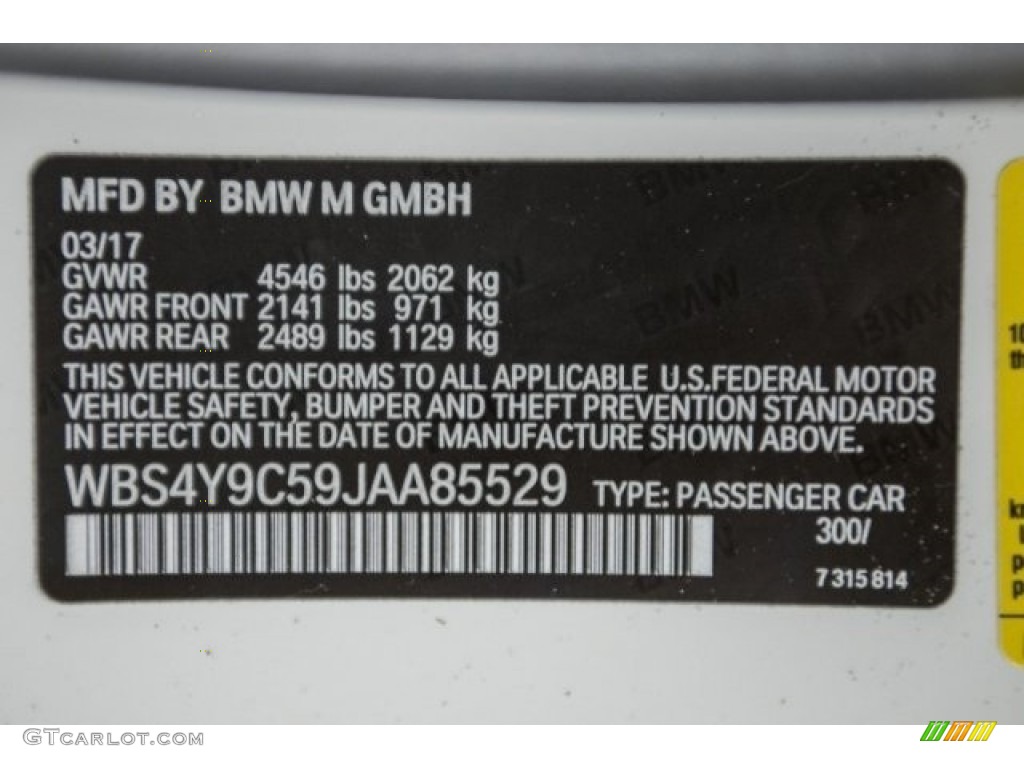 MFD BY BMW M GMBH
03/17
GVWR 4546 lbs 2062 kg
GAWR FRONT 2141 lbs 971 kg
GAWR REAR 2489 lbs 1129 kg
THIS VEHICLE CONFORMS TO ALL APPLICABLE U.S.FEDERAL MOTOR
VEHICLE SAFETY, BUMPER AND THEFT PREVENTION STANDARDS
IN EFFECT ON THE DATE OF MANUFACTURE SHOWN ABOVE.
WBS4Y9C59JAA85529 TYPE: PASSENGER CAR
300/
7 315 814
GTCARLOT.COM